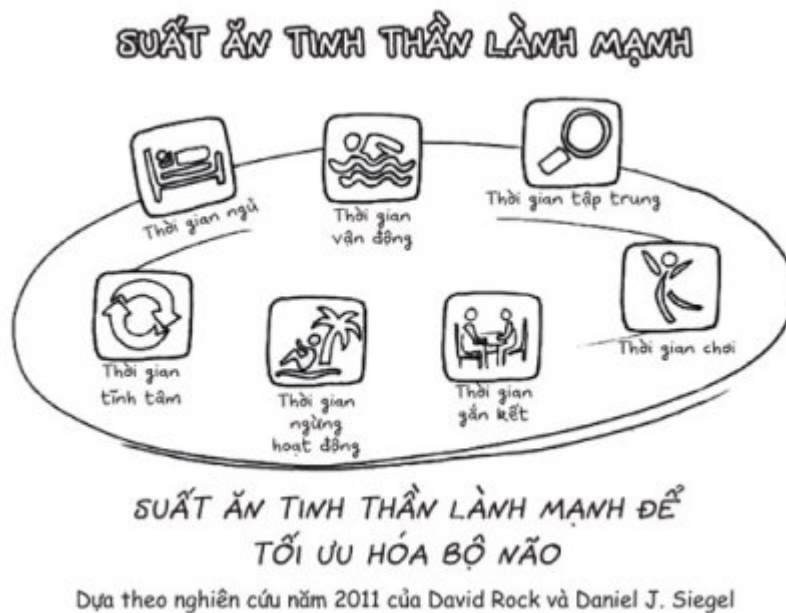 SUẤT ĂN TINH THẦN LÀNH MẠNH
Thời gian ngủ
Thời gian
vận động
Thời gian tập trung
Thời gian
tĩnh tâm
Thời gian
ngừng
hoạt động
Thời gian
gắn kết
Thời gian chơi
SUẤT ĂN TINH THẦN LÀNH MẠNH ĐỂ
TỐI ƯU HÓA BỘ NÃO
Dựa theo nghiên cứu năm 2011 của David Rock và Daniel J. Siegel